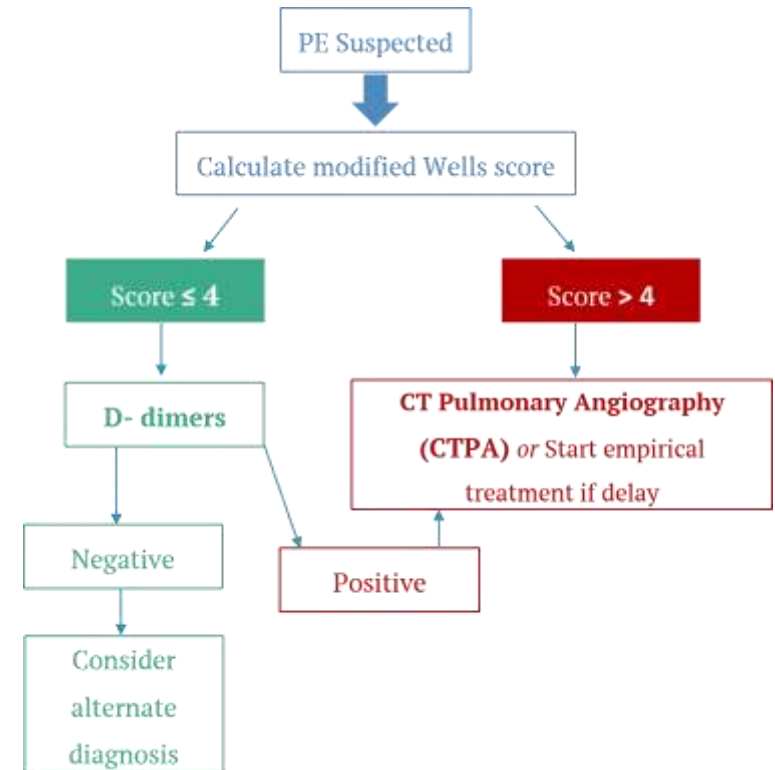 PE Suspected
Calculate modified Wells score
Score ≤ 4
Score > 4
D- dimers
CT Pulmonary Angiography
(CTPA) or Start empirical
treatment if delay
Negative
Positive
Consider
alternate
diagnosis